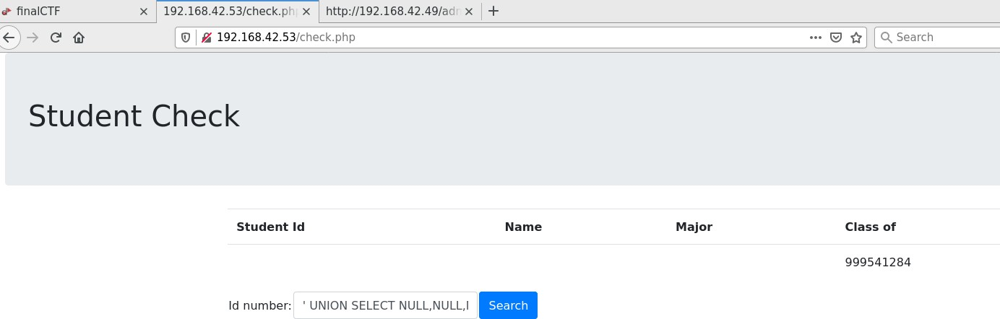 finalCTF
192.168.42.53/check.php
http://192.168.42.49/adr
192.168.42.53/check.php
Search
Student Check
Student Id Name Major Class of
999541284
Id number: ' UNION SELECT NULL,NULL, Search